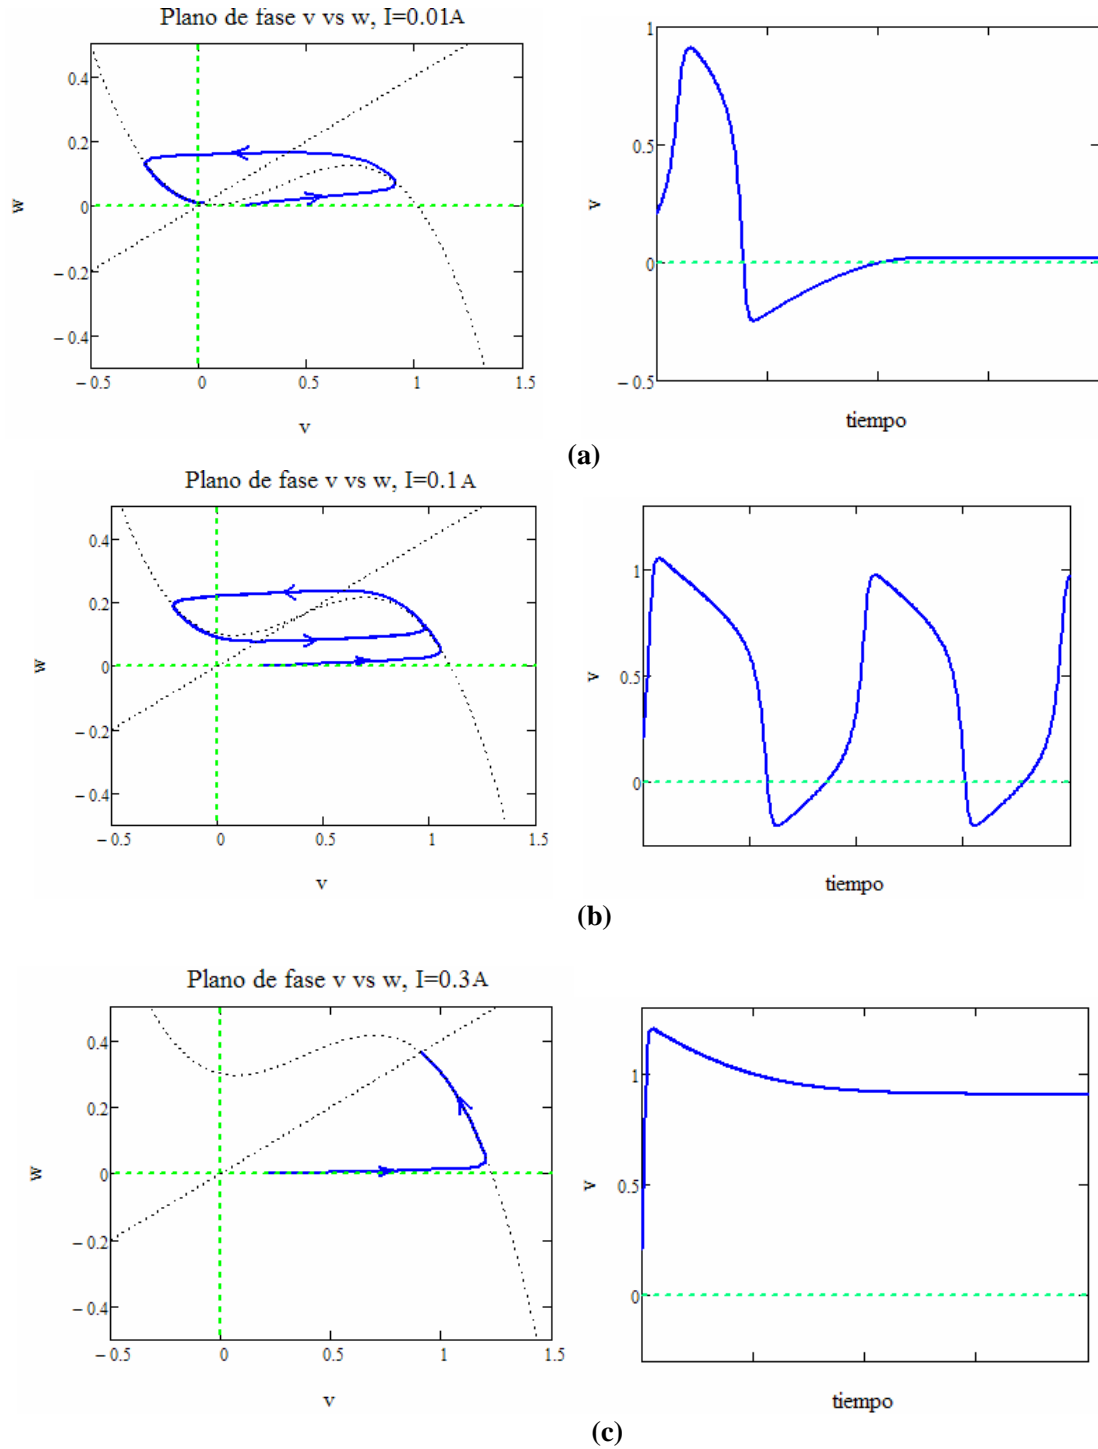 Plano de fase v vs w, I=0.01A
0.4
0.2
0
− 0.2
− 0.4
w
− 0.5
0
0.5
1
1.5
v
1
0.5
0
− 0.5
v
tiempo
(a)
Plano de fase v vs w, I=0.1A
0.4
0.2
0
− 0.2
− 0.4
w
− 0.5
0
0.5
1
1.5
v
1
0.5
0
v
tiempo
(b)
Plano de fase v vs w, I=0.3A
0.4
0.2
0
− 0.2
− 0.4
w
− 0.5
0
0.5
1
1.5
v
1
0.5
0
v
tiempo
(c)